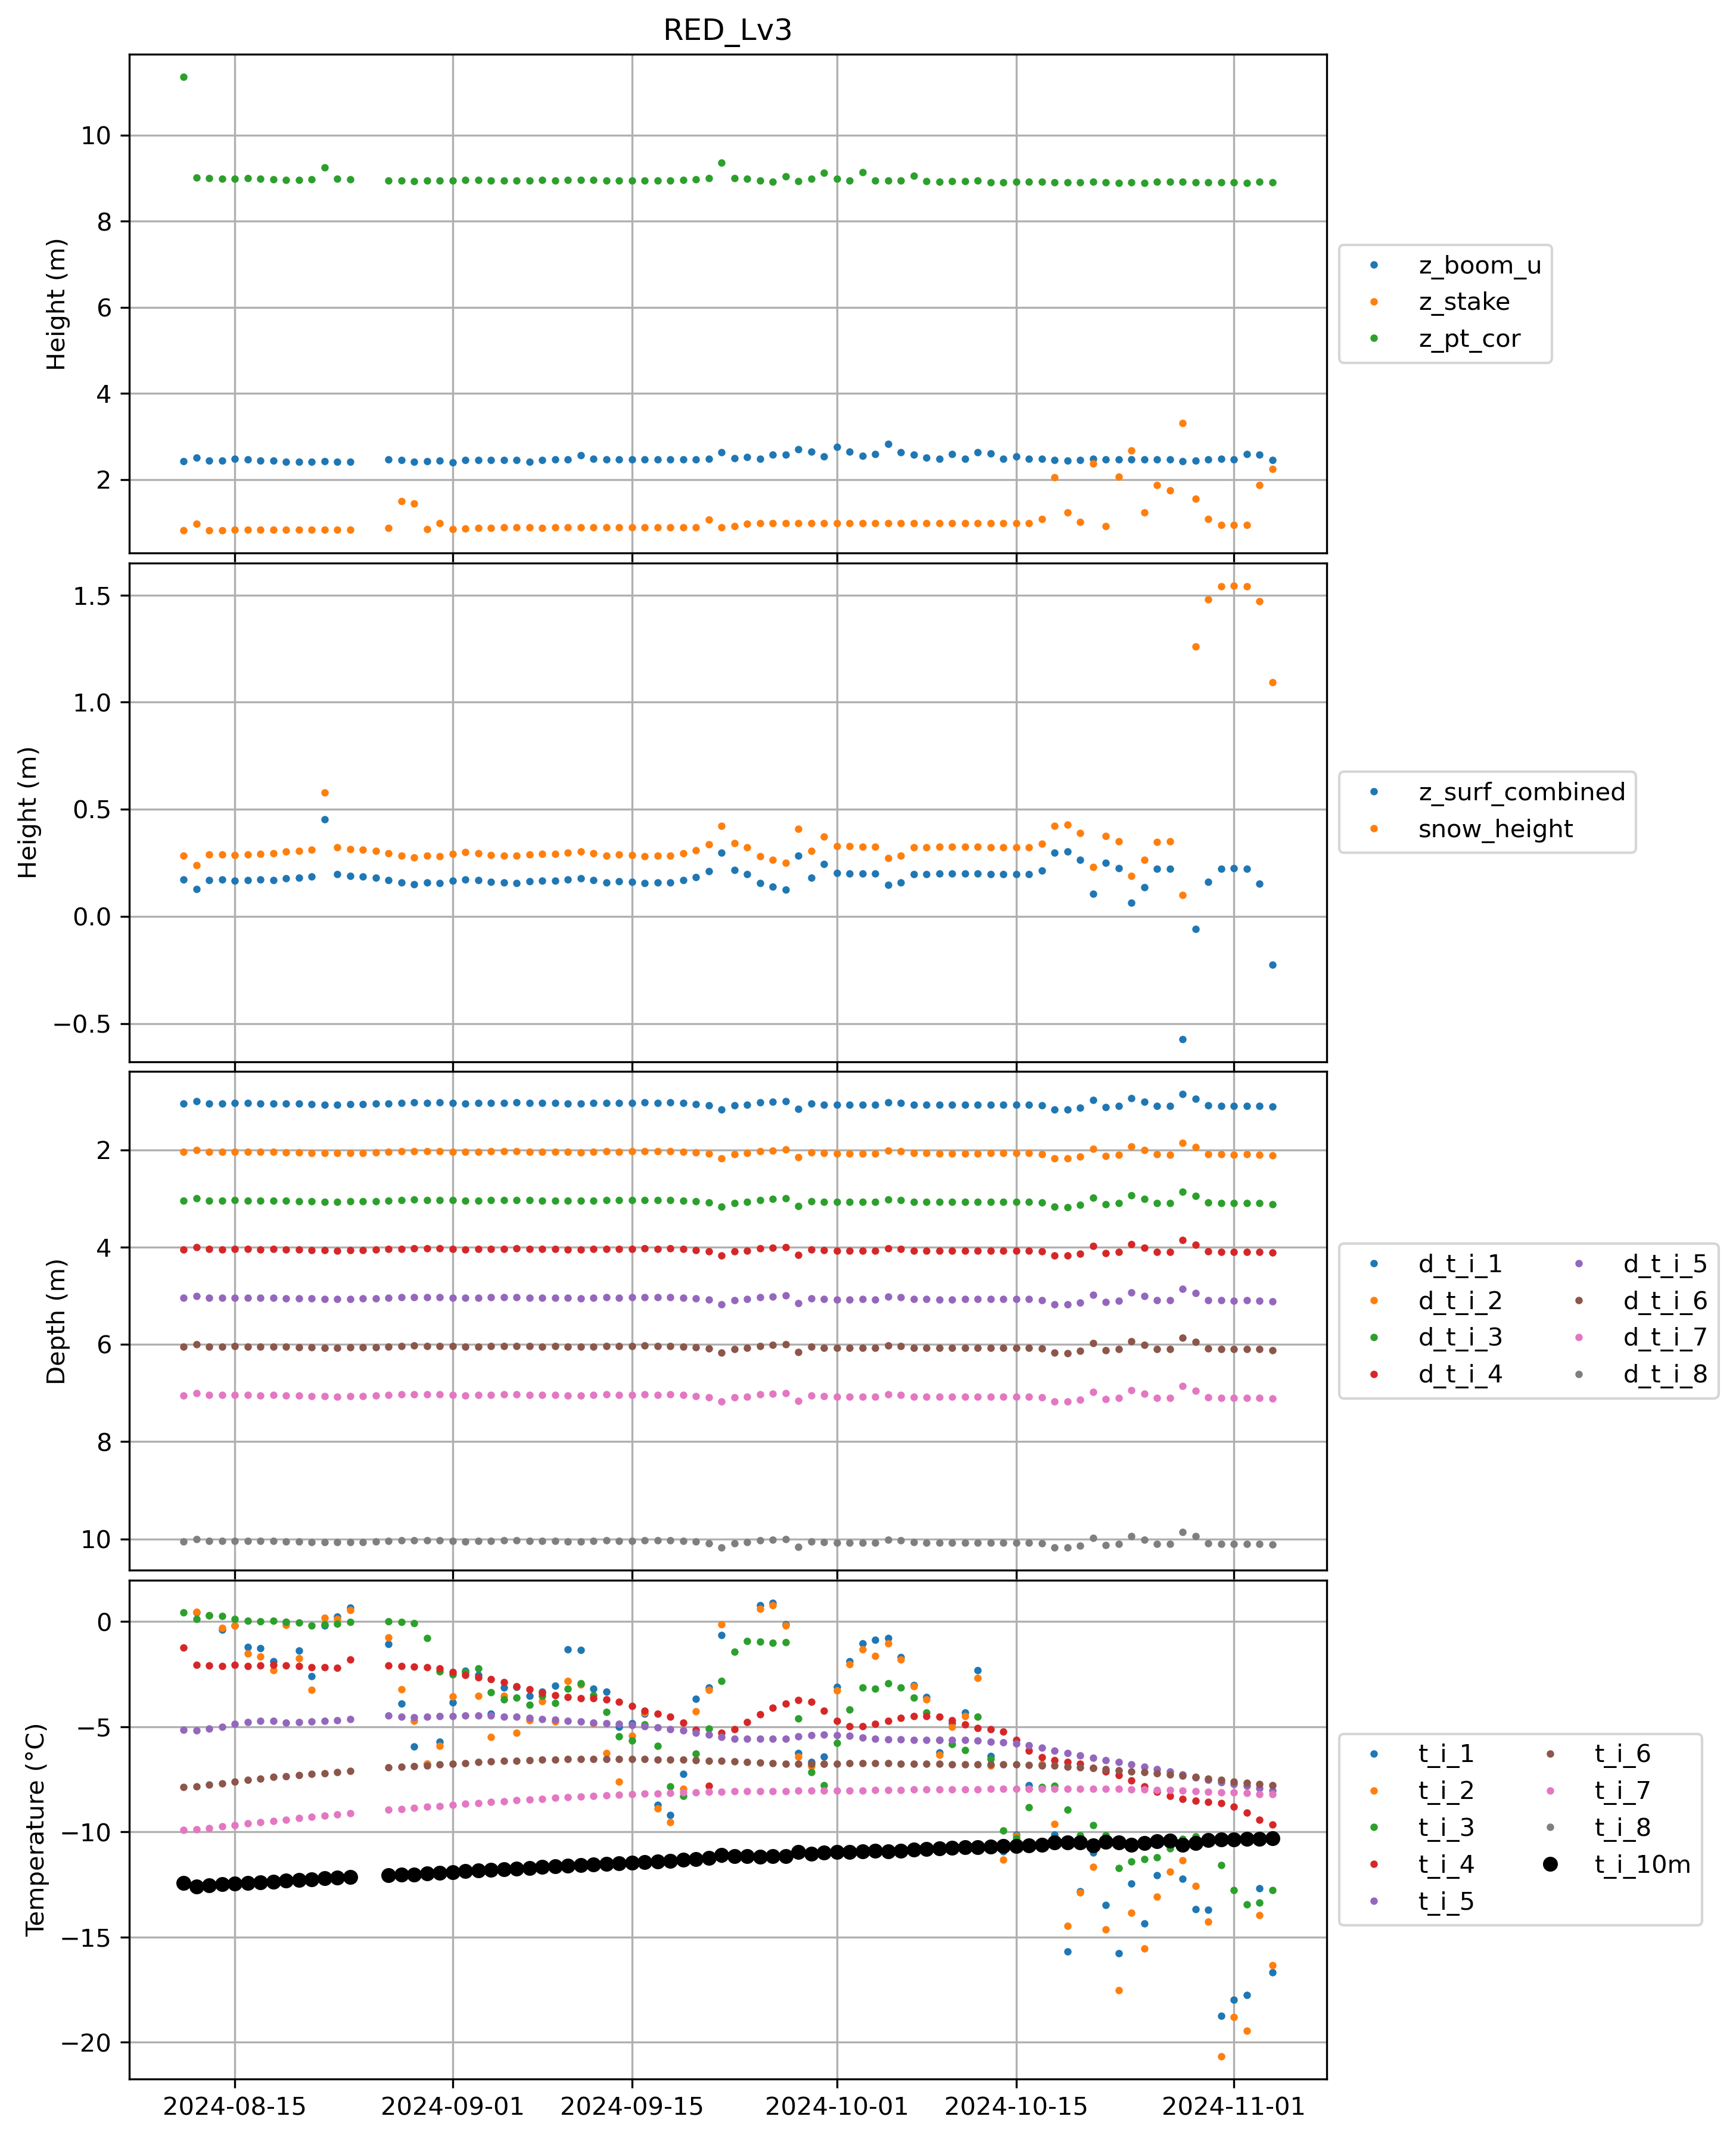 RED_Lv3
Height (m)
10
8
6
4
2
z_boom_u
z_stake
z_pt_cor
Height (m)
1.5
1.0
0.5
0.0
−0.5
z_surf_combined
snow_height
Depth (m)
2
4
6
8
10
d_t_i_1
d_t_i_2
d_t_i_3
d_t_i_4
d_t_i_5
d_t_i_6
d_t_i_7
d_t_i_8
Temperature (°C)
0
−5
−10
−15
−20
t_i_1
t_i_2
t_i_3
t_i_4
t_i_5
t_i_6
t_i_7
t_i_8
t_i_10m
2024-08-15
2024-09-01
2024-09-15
2024-10-01
2024-10-15
2024-11-01